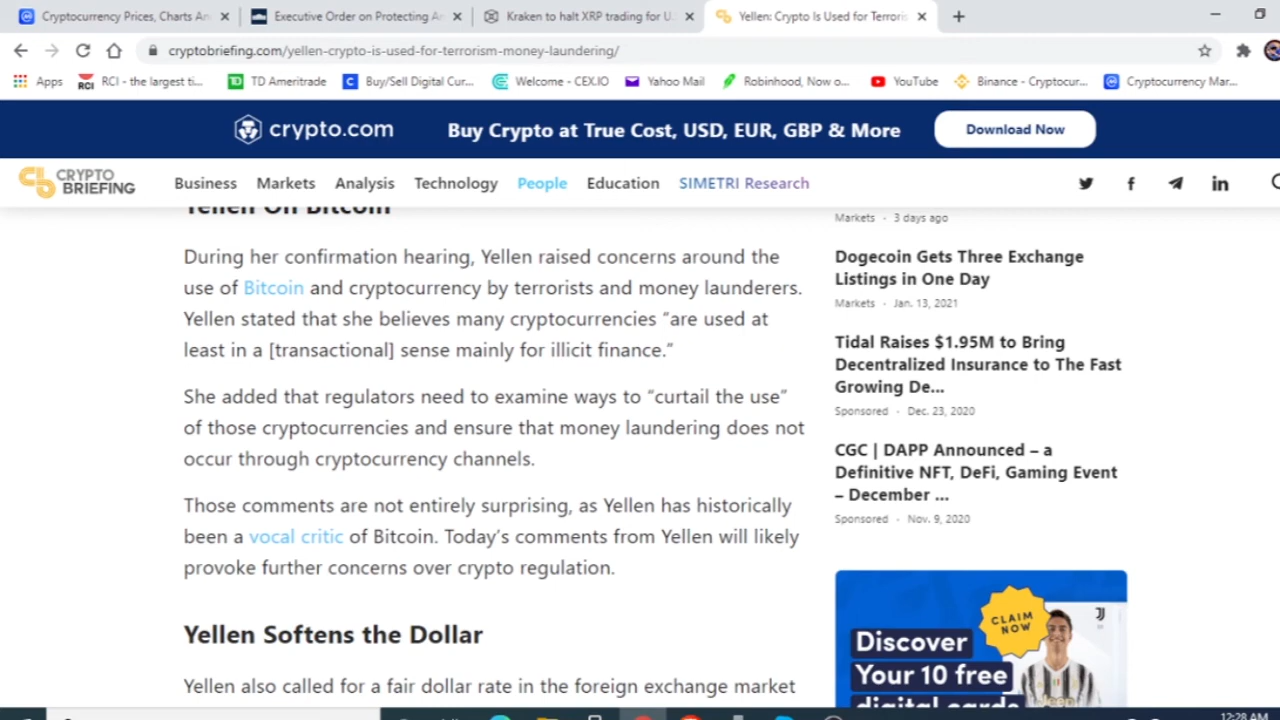 Cryptocurrency Prices, Charts An
Executive Order on Protecting Am
Kraken to halt XRP trading for U.
Yellen: Crypto Is Used for Terroris
cryptobriefing.com/yellen-crypto-is-used-for-terrorism-money-laundering/
Apps
RCI - the largest ti...
TD Ameritrade
Buy/Sell Digital Cur...
Welcome - CEX.IO
Yahoo Mail
Robinhood, Now o...
YouTube
Binance - Cryptocur...
Cryptocurrency Mar...
crypto.com
Buy Crypto at True Cost, USD, EUR, GBP & More
Download Now
CRYPTO
BRIEFING
Business
Markets
Analysis
Technology
People
Education
SIMETRI Research
Yellen On Bitcoin
During her confirmation hearing, Yellen raised concerns around the
use of Bitcoin and cryptocurrency by terrorists and money launderers.
Yellen stated that she believes many cryptocurrencies “are used at
least in a [transactional] sense mainly for illicit finance.”
She added that regulators need to examine ways to “curtail the use”
of those cryptocurrencies and ensure that money laundering does not
occur through cryptocurrency channels.
Those comments are not entirely surprising, as Yellen has historically
been a vocal critic of Bitcoin. Today’s comments from Yellen will likely
provoke further concerns over crypto regulation.
Yellen Softens the Dollar
Yellen also called for a fair dollar rate in the foreign exchange market
Markets - 3 days ago
Dogecoin Gets Three Exchange
Listings in One Day
Markets - Jan. 13, 2021
Tidal Raises $1.95M to Bring
Decentralized Insurance to The Fast
Growing De...
Sponsored - Dec. 23, 2020
CGC | DAPP Announced – a
Definitive NFT, DeFi, Gaming Event
– December ...
Sponsored - Nov. 9, 2020
CLAIM
NOW
Discover
Your 10 free
digital cards
Jeep
12:28 AM